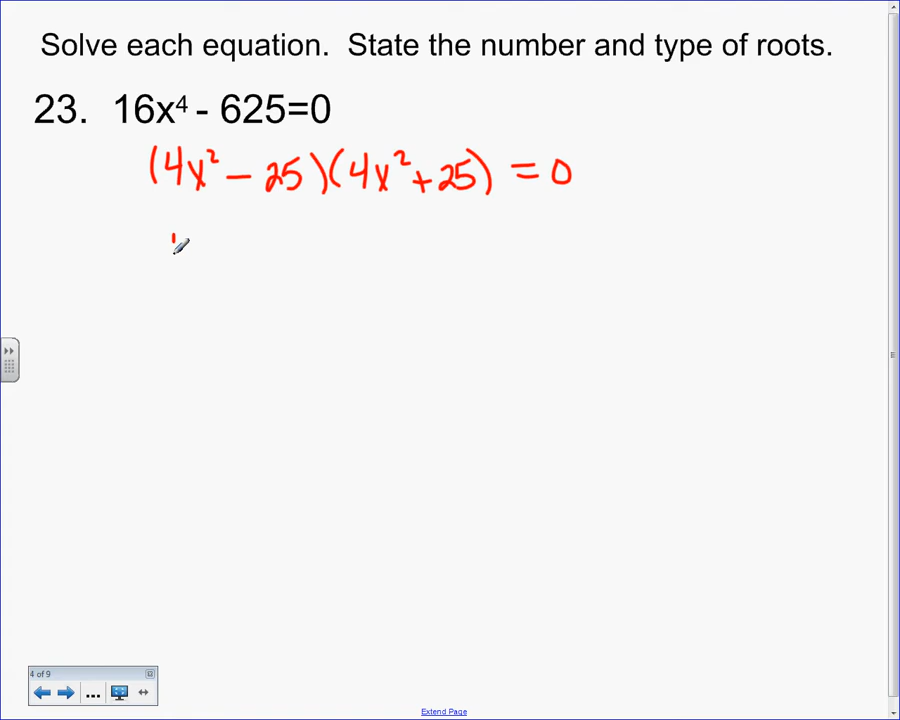 Solve each equation. State the number and type of roots.
23. 16x⁴ - 625=0
(4x² - 25)(4x² + 25) = 0
4 of 9
...
Extend Page